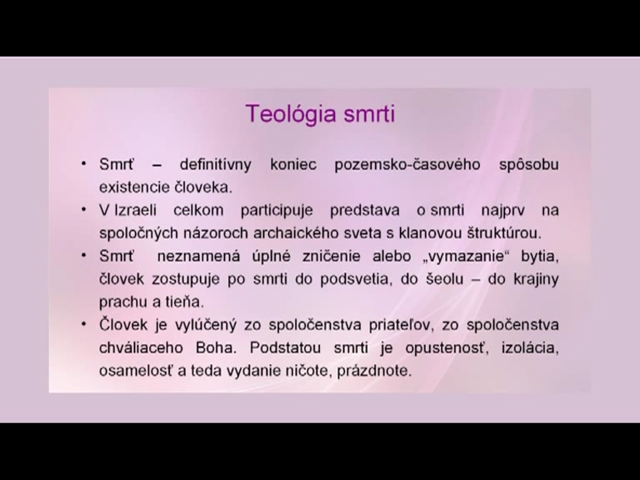 Teológia smrti
• Smrť – definitívny koniec pozemsko-časového spôsobu
existencie človeka.
• V Izraeli celkom participuje predstava o smrti najprv na
spoločných názoroch archaického sveta s klanovou štruktúrou.
• Smrť neznamená úplné zničenie alebo „vymazanie“ bytia,
človek zostupuje po smrti do podsvetia, do šeolu – do krajiny
prachu a tieňa.
• Človek je vylúčený zo spoločenstva priateľov, zo spoločenstva
chváliaceho Boha. Podstatou smrti je opustenosť, izolácia,
osamelosť a teda vydanie ničote, prázdnote.